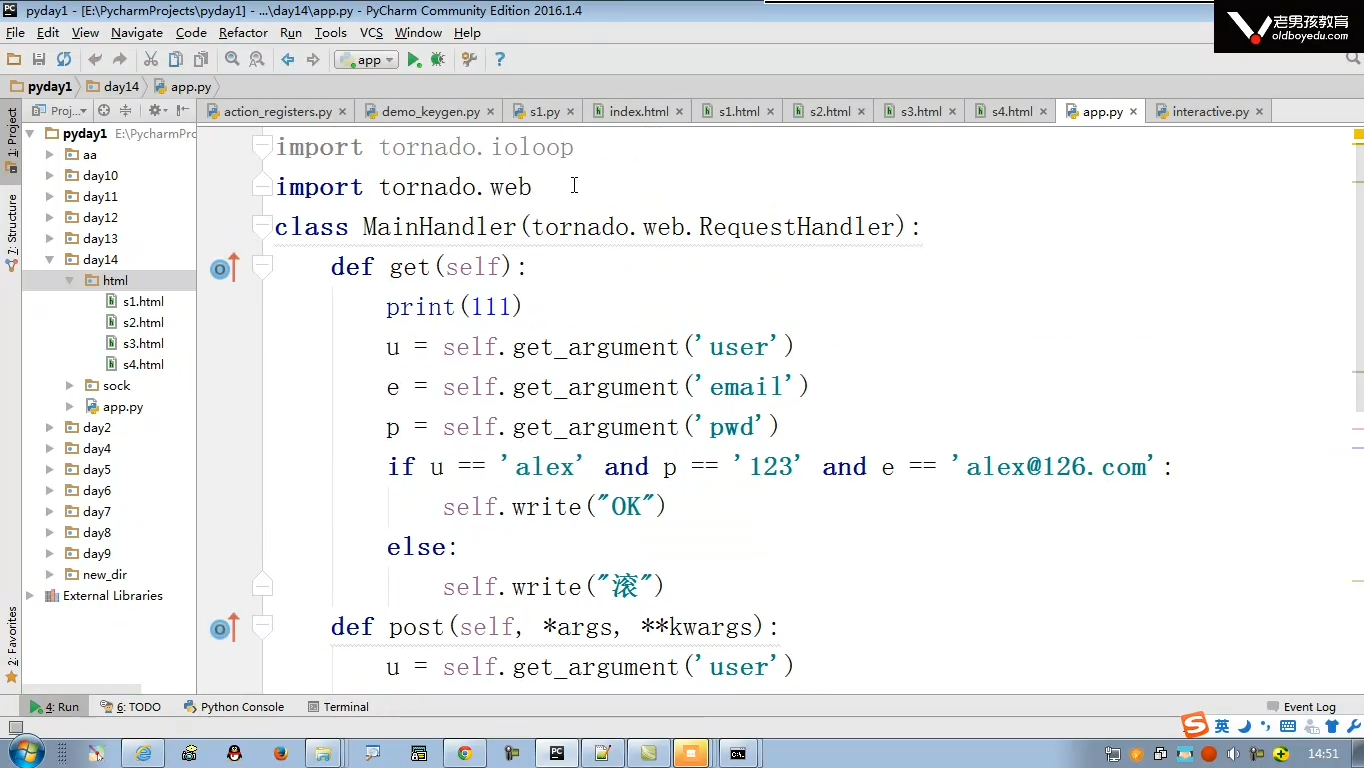 pyday1 - [E:\PycharmProjects\pyday1] - ...\day14\app.py - PyCharm Community Edition 2016.1.4
老男孩教育
oldboyedu.com
File Edit View Navigate Code Refactor Run Tools VCS Window Help
app
pyday1 day14 app.py
Proj... action_registers.py demo_keygen.py s1.py index.html s1.html s2.html s3.html s4.html app.py interactive.py
1: Project
7: Structure
2: Favorites
pyday1 E:\PycharmPro
aa
day10
day11
day12
day13
day14
html
s1.html
s2.html
s3.html
s4.html
sock
app.py
day2
day4
day5
day6
day7
day8
day9
new_dir
External Libraries
import tornado.ioloop
import tornado.web
class MainHandler(tornado.web.RequestHandler):
def get(self):
print(111)
u = self.get_argument('user')
e = self.get_argument('email')
p = self.get_argument('pwd')
if u == 'alex' and p == '123' and e == 'alex@126.com':
self.write("OK")
else:
self.write("滚")
def post(self, *args, **kwargs):
u = self.get_argument('user')
4: Run 6: TODO Python Console Terminal Event Log
英
14:51